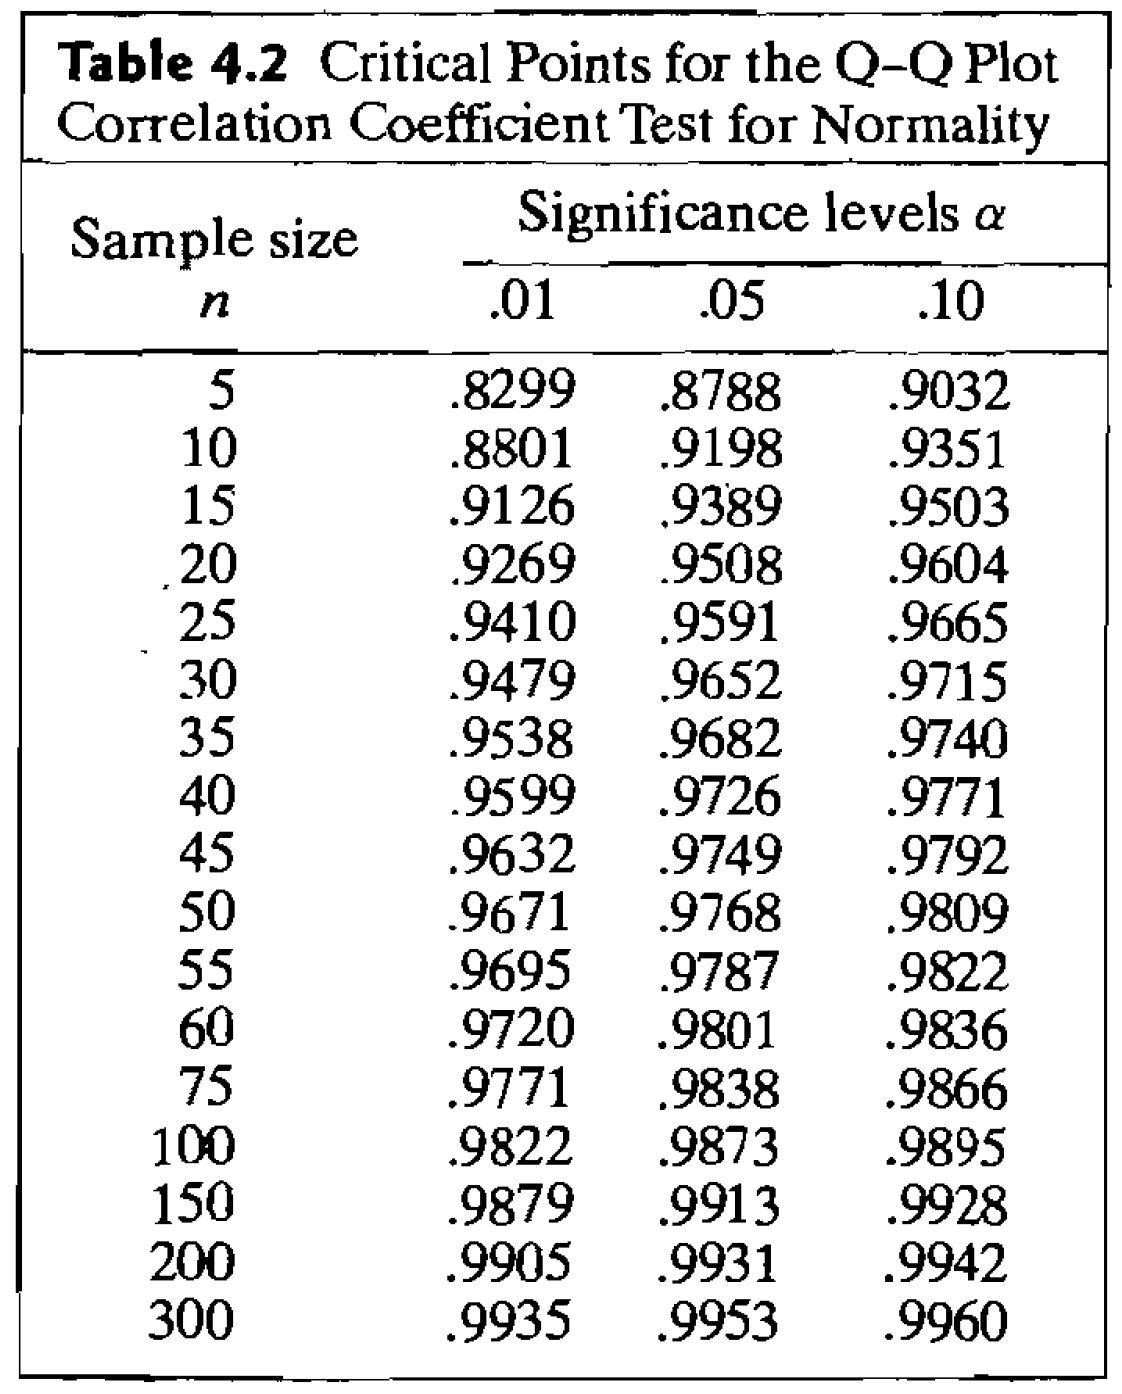 Table 4.2 Critical Points for the Q–Q Plot
Correlation Coefficient Test for Normality
Significance levels α
Sample size
n .01 .05 .10
5 .8299 .8788 .9032
10 .8801 .9198 .9351
15 .9126 .9389 .9503
20 .9269 .9508 .9604
25 .9410 .9591 .9665
30 .9479 .9652 .9715
35 .9538 .9682 .9740
40 .9599 .9726 .9771
45 .9632 .9749 .9792
50 .9671 .9768 .9809
55 .9695 .9787 .9822
60 .9720 .9801 .9836
75 .9771 .9838 .9866
100 .9822 .9873 .9895
150 .9879 .9913 .9928
200 .9905 .9931 .9942
300 .9935 .9953 .9960